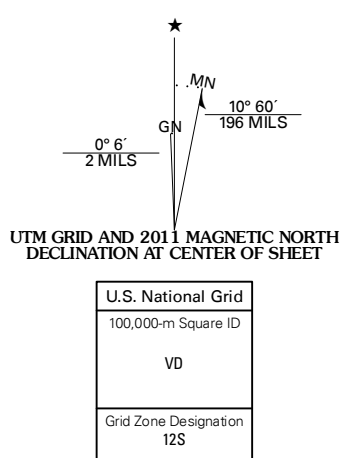 ★
MN
GN
10° 60´
196 MILS
0° 6´
2 MILS
UTM GRID AND 2011 MAGNETIC NORTH
DECLINATION AT CENTER OF SHEET
U.S. National Grid
100,000-m Square ID
VD
Grid Zone Designation
12S